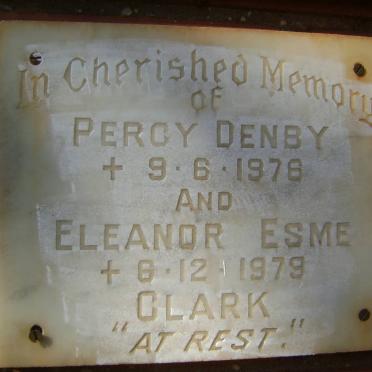 In Cherished Memory
OF
PERCY DENBY
+ 9·6·1976
AND
ELEANOR ESME
+ 6·12·1979
CLARK
"AT REST."